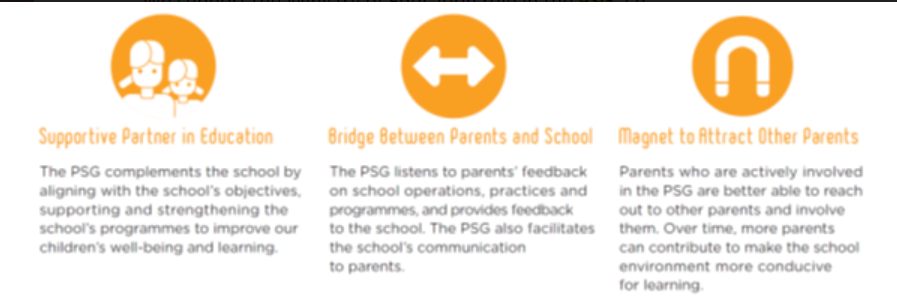 Supportive Partner in Education
The PSG complements the school by
aligning with the school's objectives,
supporting and strengthening the
school's programmes to improve our
children's well-being and learning.
Bridge Between Parents and School
The PSG listens to parents' feedback
on school operations, practices and
programmes, and provides feedback
to the school. The PSG also facilitates
the school's communication
to parents.
Magnet to Attract Other Parents
Parents who are actively involved
in the PSG are better able to reach
out to other parents and involve
them. Over time, more parents
can contribute to make the school
environment more conducive
for learning.